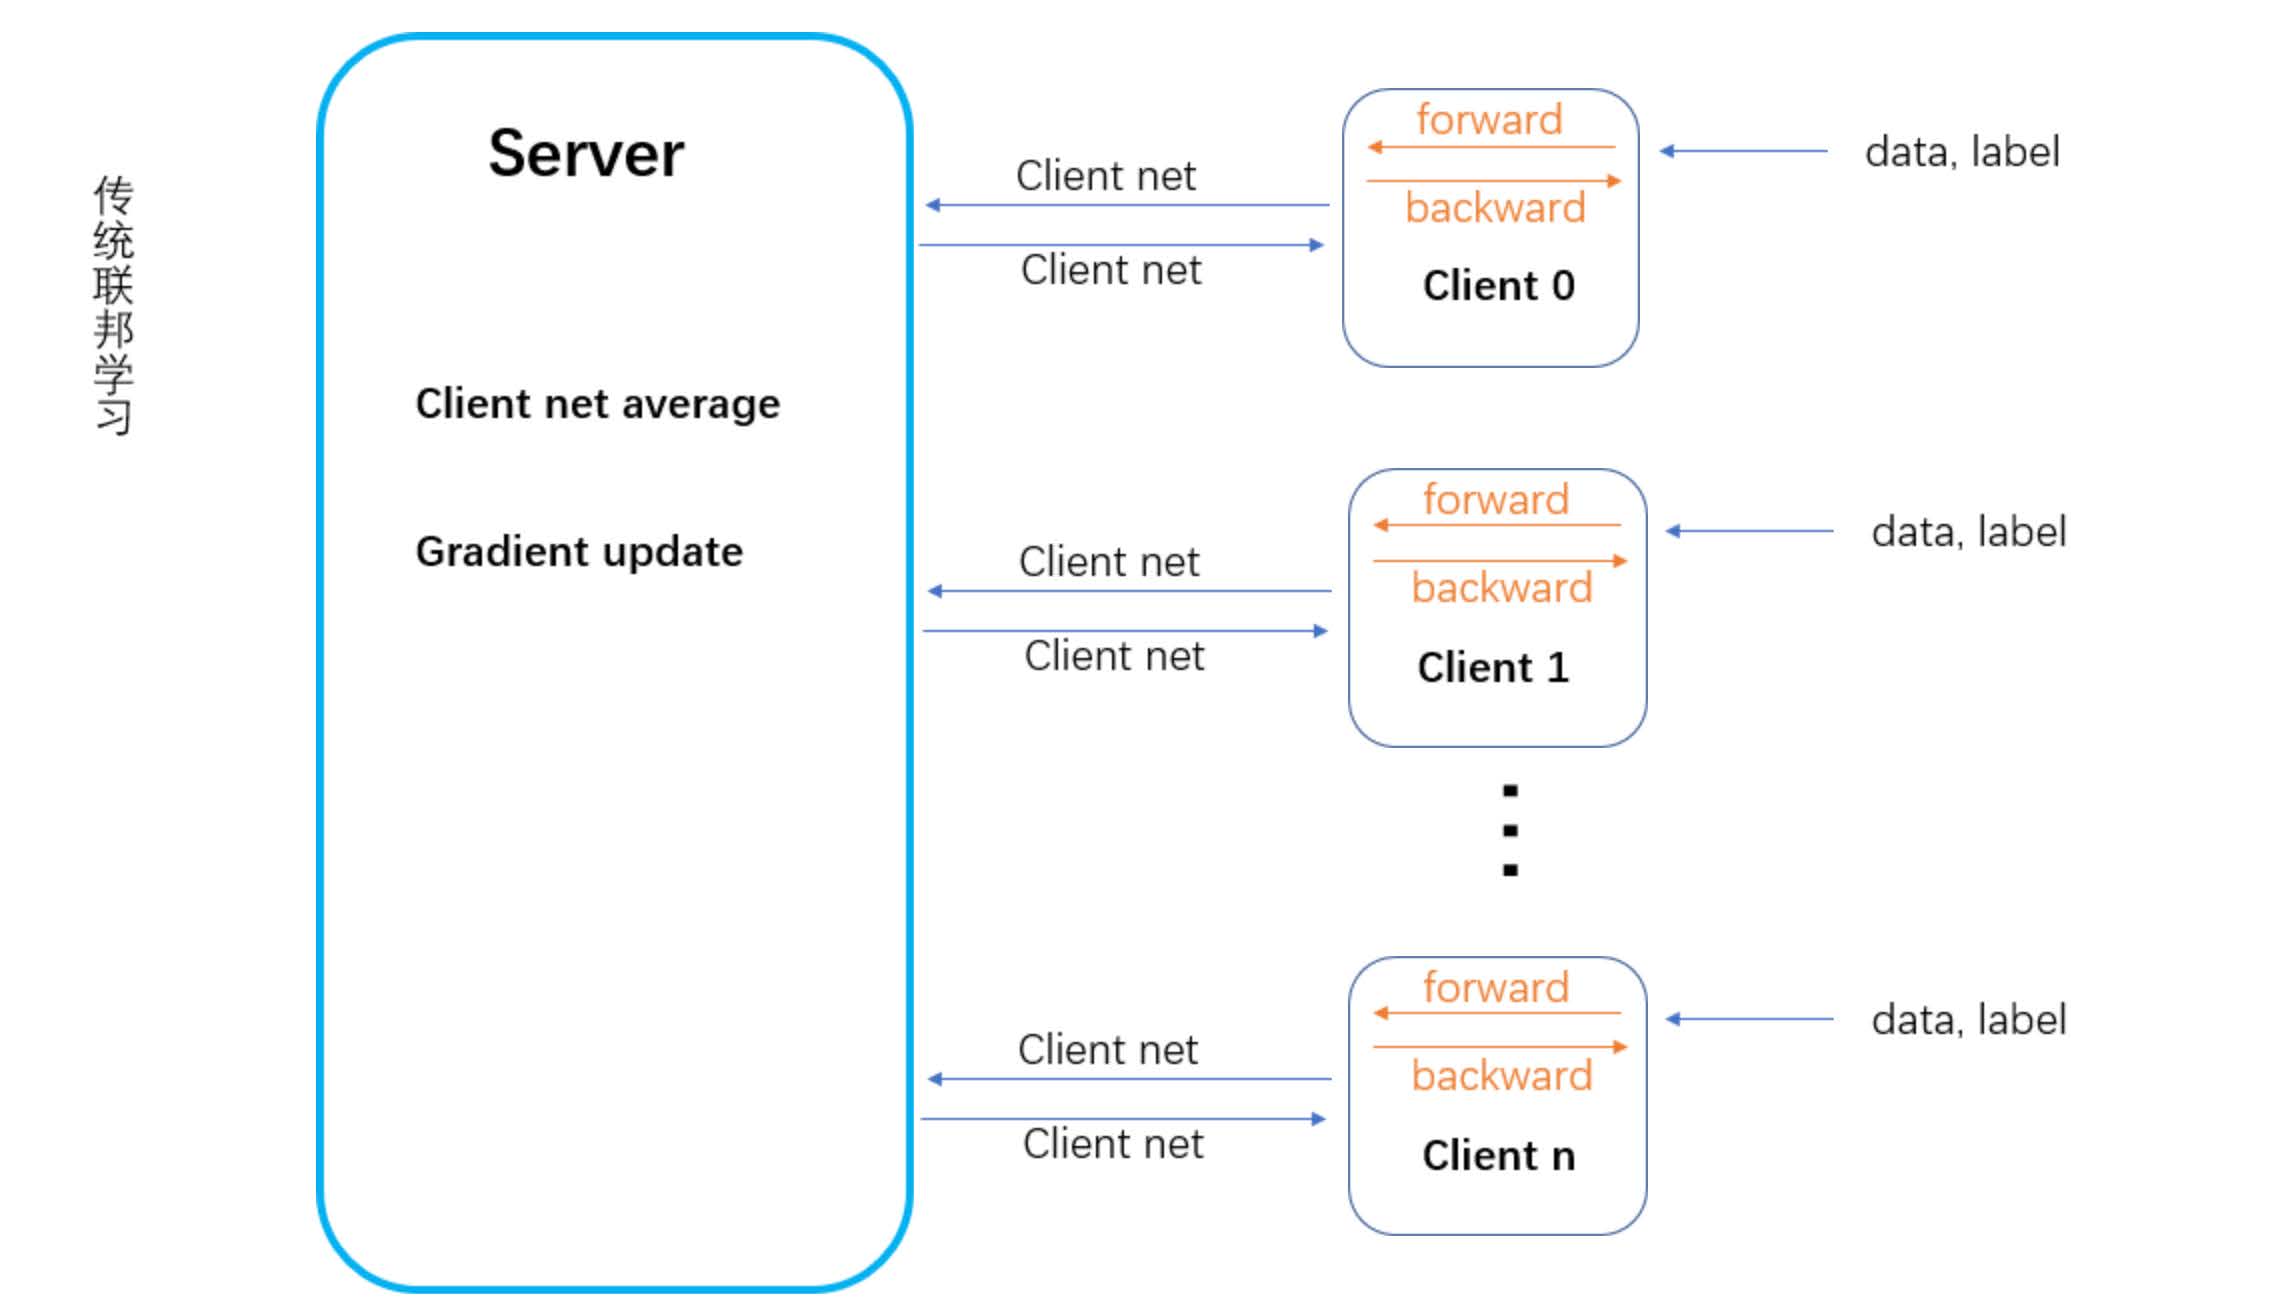 传统联邦学习
Server
Client net average
Gradient update
Client net
Client net
forward
backward
Client 0
data, label
Client net
Client net
forward
backward
Client 1
data, label
Client net
Client net
forward
backward
Client n
data, label